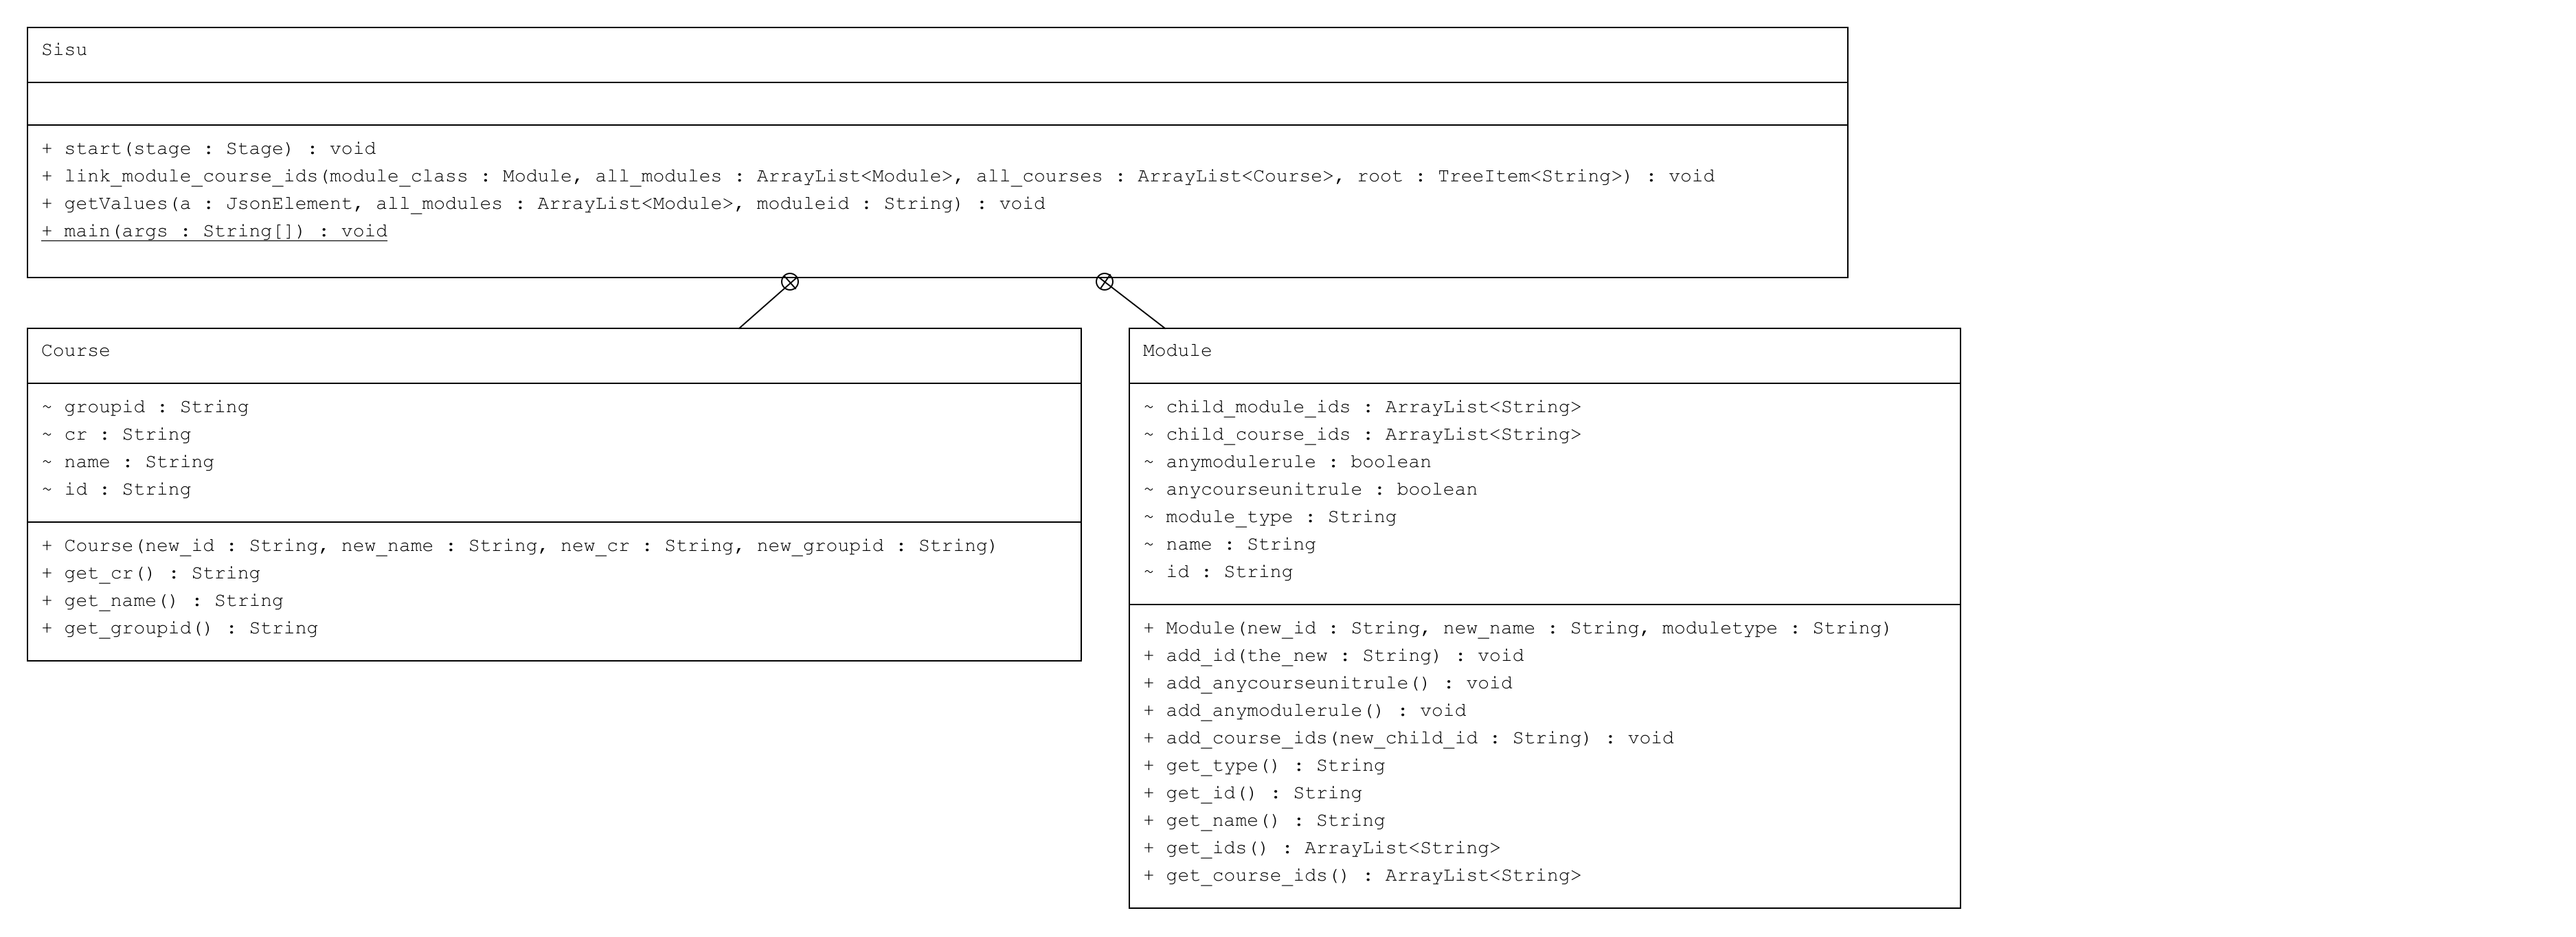 Sisu
+ start(stage : Stage) : void
+ link_module_course_ids(module_class : Module, all_modules : ArrayList<Module>, all_courses : ArrayList<Course>, root : TreeItem<String>) : void
+ getValues(a : JsonElement, all_modules : ArrayList<Module>, moduleid : String) : void
+ main(args : String[]) : void
Course
~ groupid : String
~ cr : String
~ name : String
~ id : String
+ Course(new_id : String, new_name : String, new_cr : String, new_groupid : String)
+ get_cr() : String
+ get_name() : String
+ get_groupid() : String
Module
~ child_module_ids : ArrayList<String>
~ child_course_ids : ArrayList<String>
~ anymodulerule : boolean
~ anycourseunitrule : boolean
~ module_type : String
~ name : String
~ id : String
+ Module(new_id : String, new_name : String, moduletype : String)
+ add_id(the_new : String) : void
+ add_anycourseunitrule() : void
+ add_anymodulerule() : void
+ add_course_ids(new_child_id : String) : void
+ get_type() : String
+ get_id() : String
+ get_name() : String
+ get_ids() : ArrayList<String>
+ get_course_ids() : ArrayList<String>